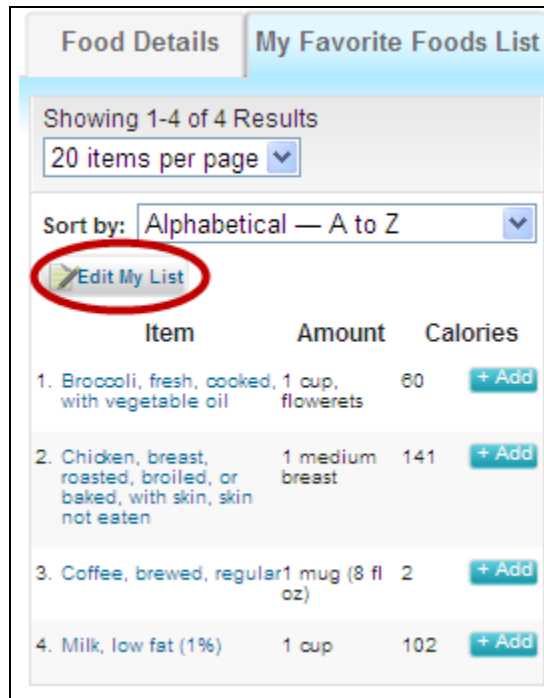 Food Details My Favorite Foods List
Showing 1-4 of 4 Results
20 items per page
Sort by: Alphabetical — A to Z
Edit My List
Item Amount Calories
1. Broccoli, fresh, cooked, 1 cup, 60 + Add
with vegetable oil flowerets
2. Chicken, breast, 1 medium 141 + Add
roasted, broiled, or breast
baked, with skin, skin
not eaten
3. Coffee, brewed, regular 1 mug (8 fl 2 + Add
oz)
4. Milk, low fat (1%) 1 cup 102 + Add